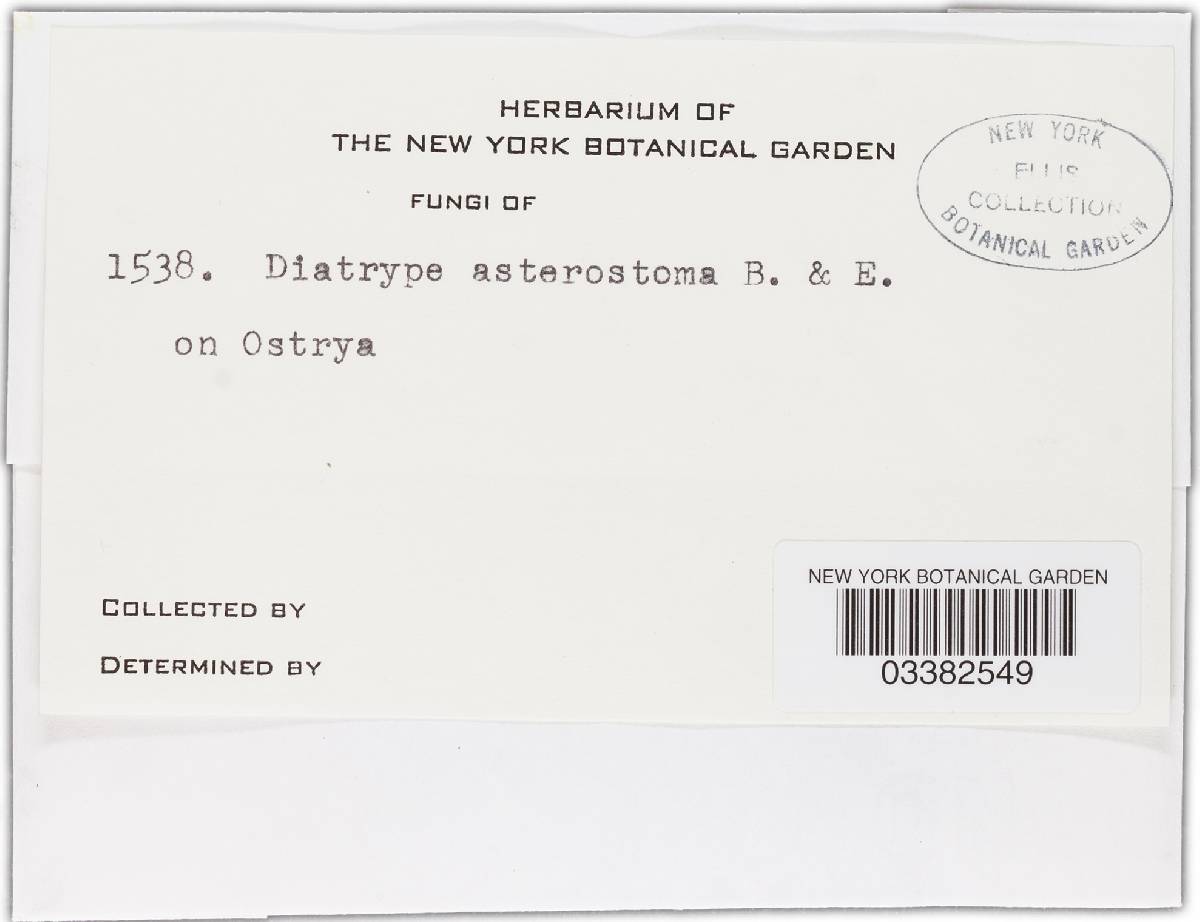 HERBARIUM OF
THE NEW YORK BOTANICAL GARDEN
FUNGI OF
NEW YORK
ELLIS
COLLECTION
BOTANICAL GARDEN
1538. Diatrype asterostoma B. & E.
on Ostrya
COLLECTED BY
DETERMINED BY
NEW YORK BOTANICAL GARDEN
03382549